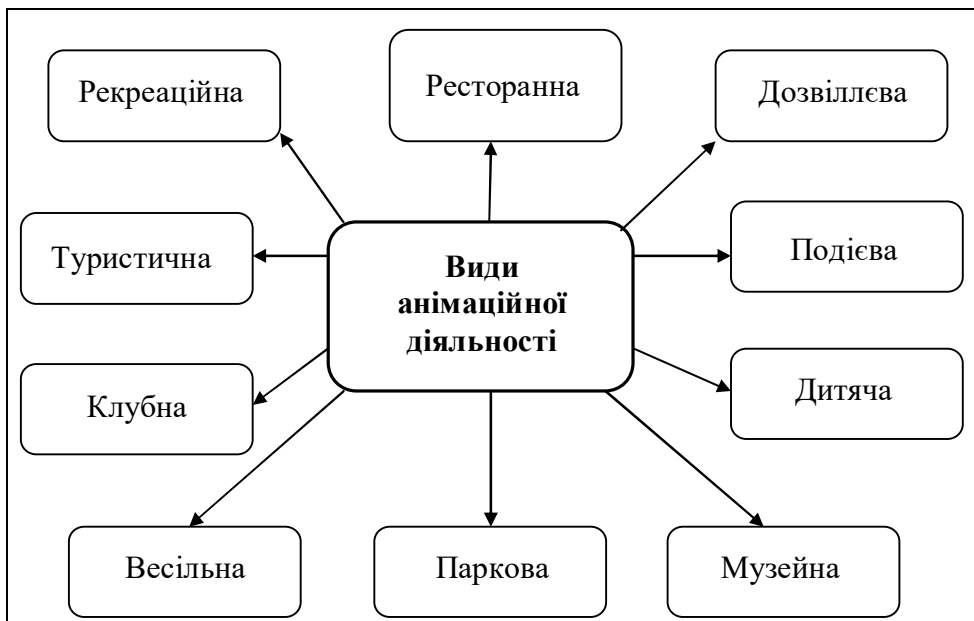 Рекреаційна
Ресторанна
Дозвіллєва
Туристична
Види
анімаційної
діяльності
Подієва
Клубна
Дитяча
Весільна
Паркова
Музейна